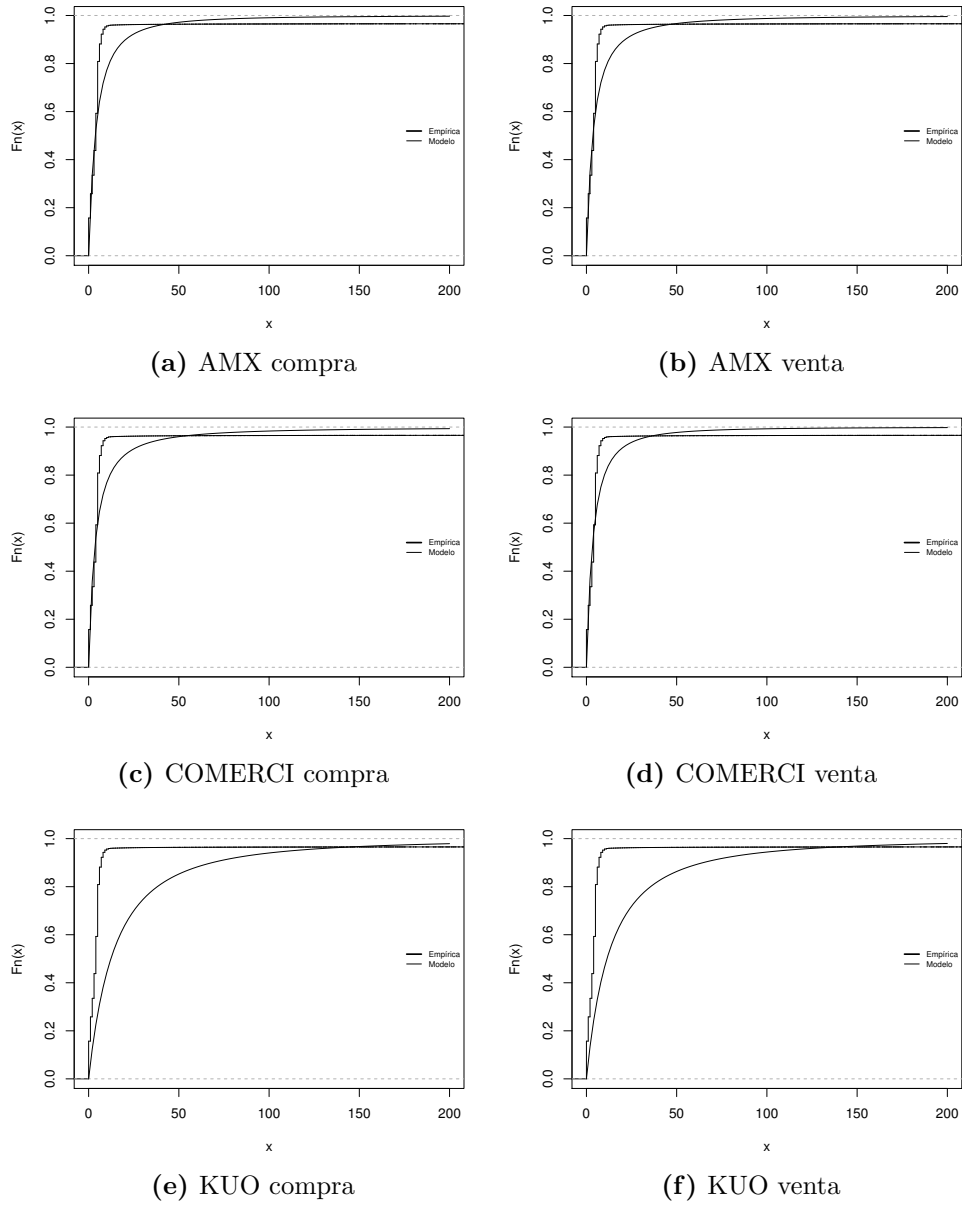 Fn(x)
1.0
0.8
0.6
0.4
0.2
0.0
Empírica
Modelo
0 50 100 150 200
x
(a) AMX compra
Fn(x)
1.0
0.8
0.6
0.4
0.2
0.0
Empírica
Modelo
0 50 100 150 200
x
(b) AMX venta
Fn(x)
1.0
0.8
0.6
0.4
0.2
0.0
Empírica
Modelo
0 50 100 150 200
x
(c) COMERCI compra
Fn(x)
1.0
0.8
0.6
0.4
0.2
0.0
Empírica
Modelo
0 50 100 150 200
x
(d) COMERCI venta
Fn(x)
1.0
0.8
0.6
0.4
0.2
0.0
Empírica
Modelo
0 50 100 150 200
x
(e) KUO compra
Fn(x)
1.0
0.8
0.6
0.4
0.2
0.0
Empírica
Modelo
0 50 100 150 200
x
(f) KUO venta